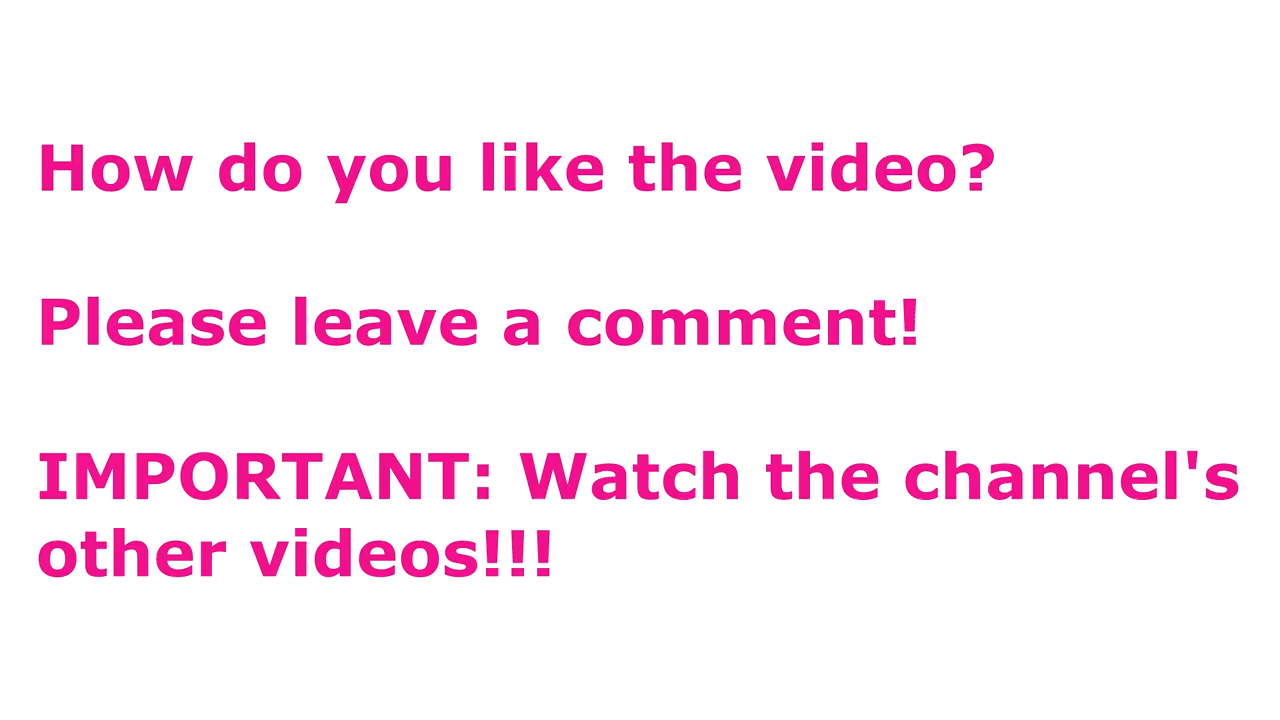 How do you like the video?
Please leave a comment!
IMPORTANT: Watch the channel's
other videos!!!